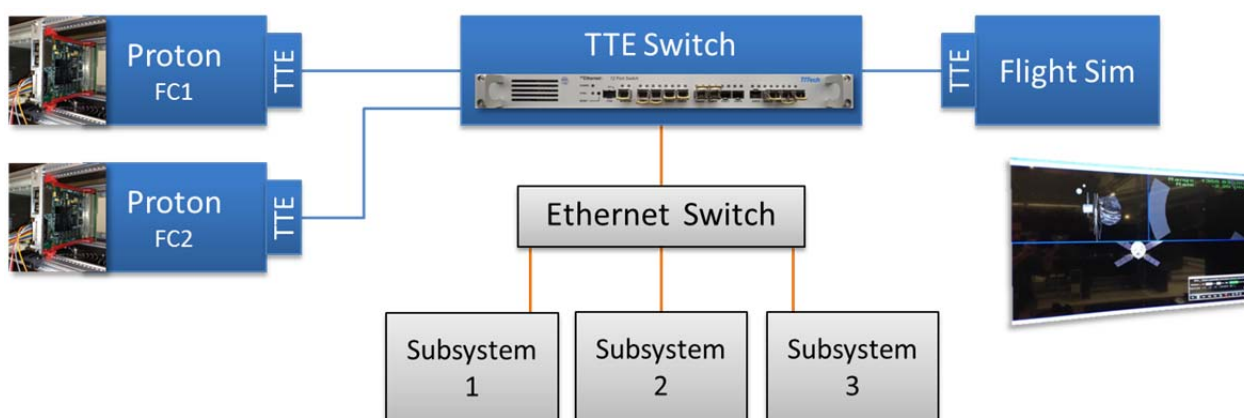 Proton
FC1
TTE
TTE Switch
TTTech
TTE
Flight Sim
Proton
FC2
TTE
Ethernet Switch
Subsystem
1
Subsystem
2
Subsystem
3